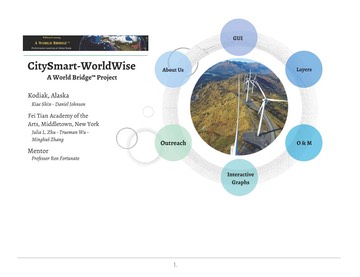 A WORLD BRIDGE™
CitySmart-WorldWise
A World Bridge™ Project
Kodiak, Alaska
Kiae Shin - Daniel Johnson
Fei Tian Academy of the
Arts, Middletown, New York
Julia L, Zhu - Trueman Wu -
Minghui Zhang
Mentor
Professor Ron Fortunato
GUI
About Us
Layers
Outreach
O & M
Interactive
Graphs
1.